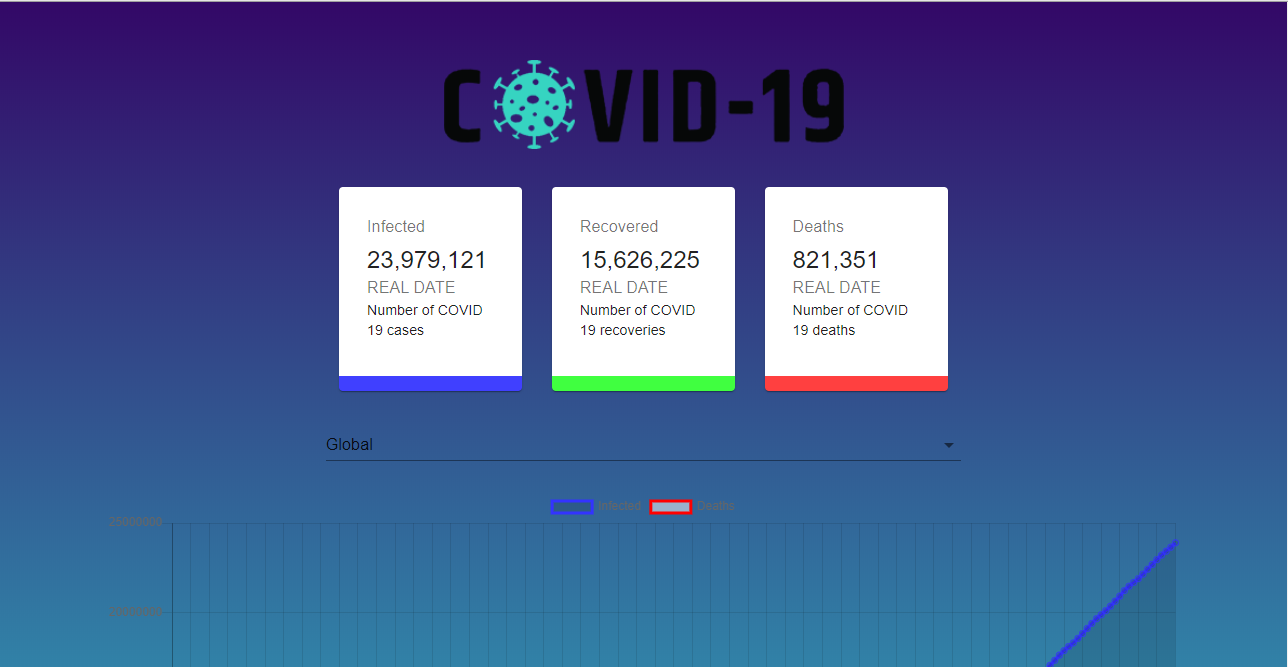 COVID-19
Infected
23,979,121
REAL DATE
Number of COVID
19 cases
Recovered
15,626,225
REAL DATE
Number of COVID
19 recoveries
Deaths
821,351
REAL DATE
Number of COVID
19 deaths
Global
Infected Deaths
25000000
20000000